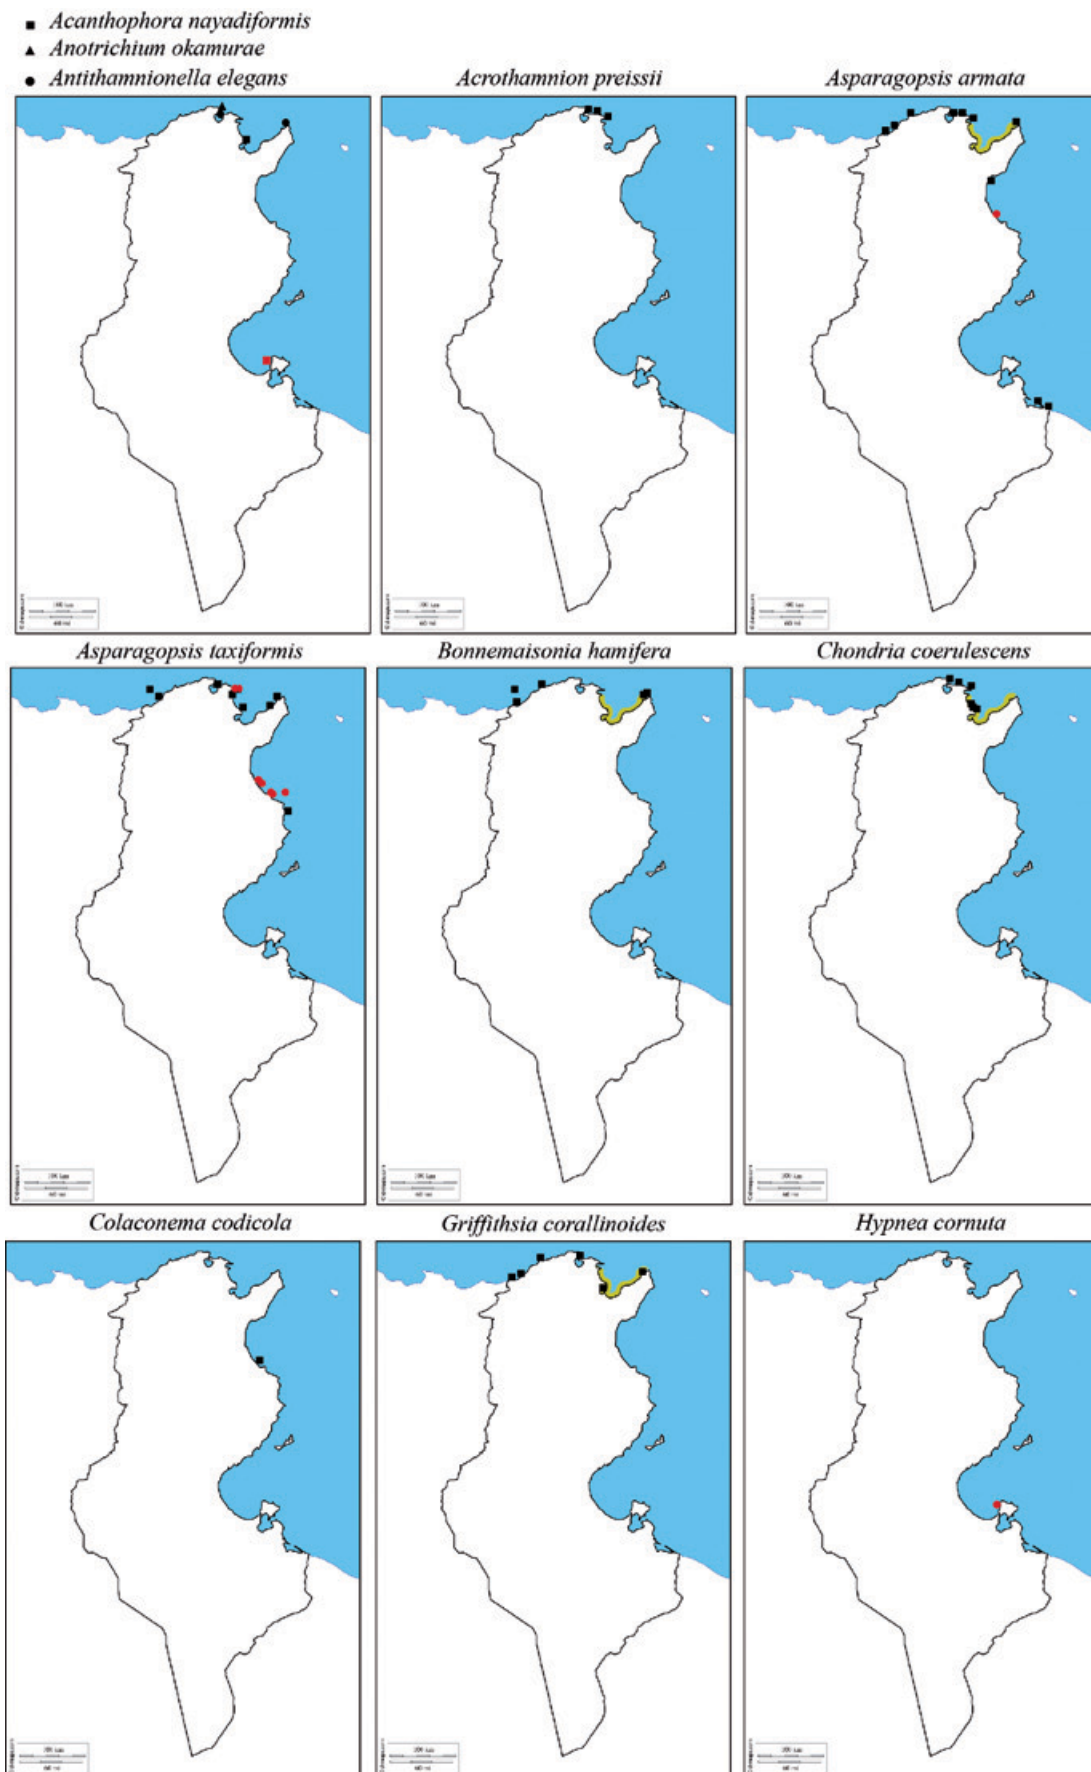 Acanthophora nayadiformis
Anotrichium okamurae
Antithamnionella elegans
Acrothamnion preissii
Asparagopsis armata
Asparagopsis taxiformis
Bonnemaisonia hamifera
Chondria coerulescens
Colaconema codicola
Griffithsia corallinoides
Hypnea cornuta